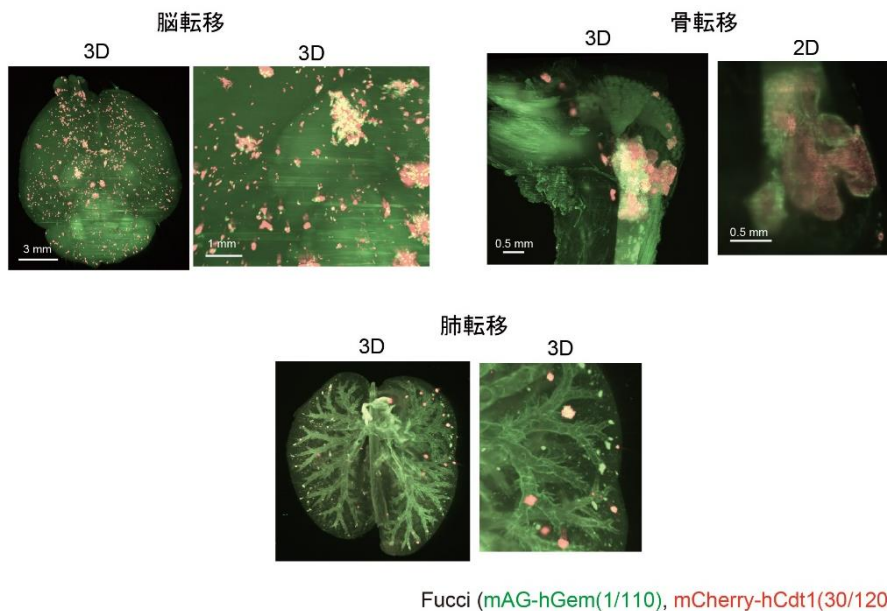 脳転移
3D
3D
3 mm
1 mm
骨転移
3D
2D
0.5 mm
0.5 mm
肺転移
3D
3D
Fucci (mAG-hGem(1/110), mCherry-hCdt1(30/120